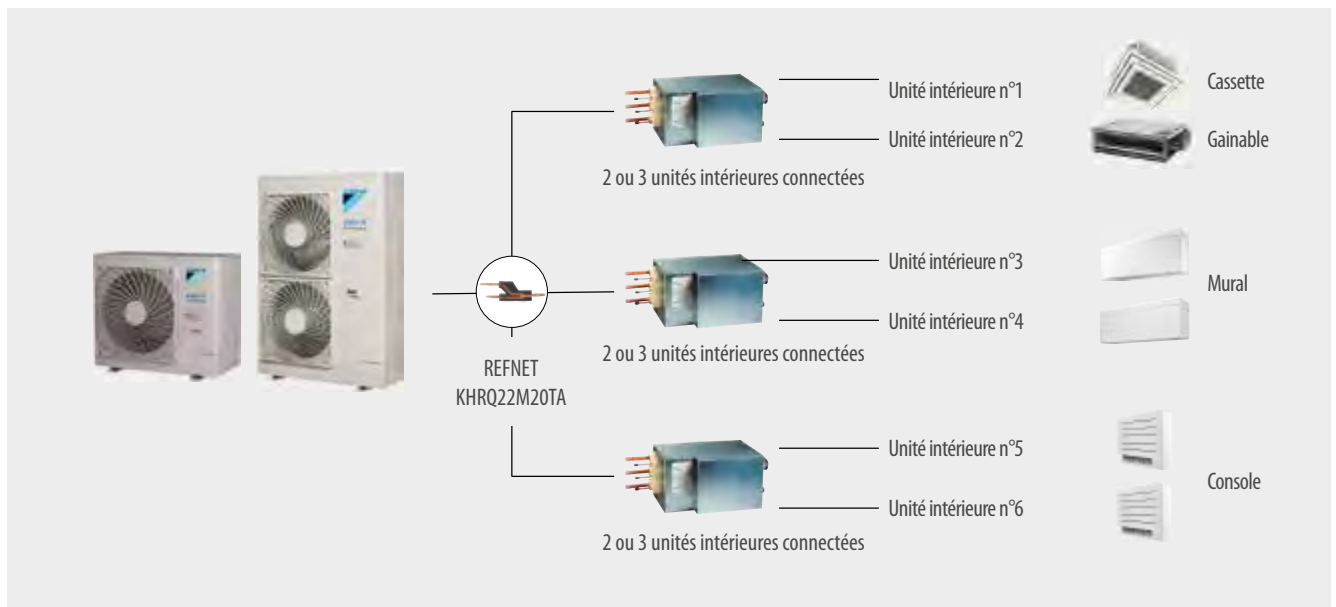 Unité intérieure n°1
Cassette
Unité intérieure n°2
Gainable
2 ou 3 unités intérieures connectées
Unité intérieure n°3
Mural
Unité intérieure n°4
2 ou 3 unités intérieures connectées
REFNET
KHRQ22M20TA
Unité intérieure n°5
Console
Unité intérieure n°6
2 ou 3 unités intérieures connectées